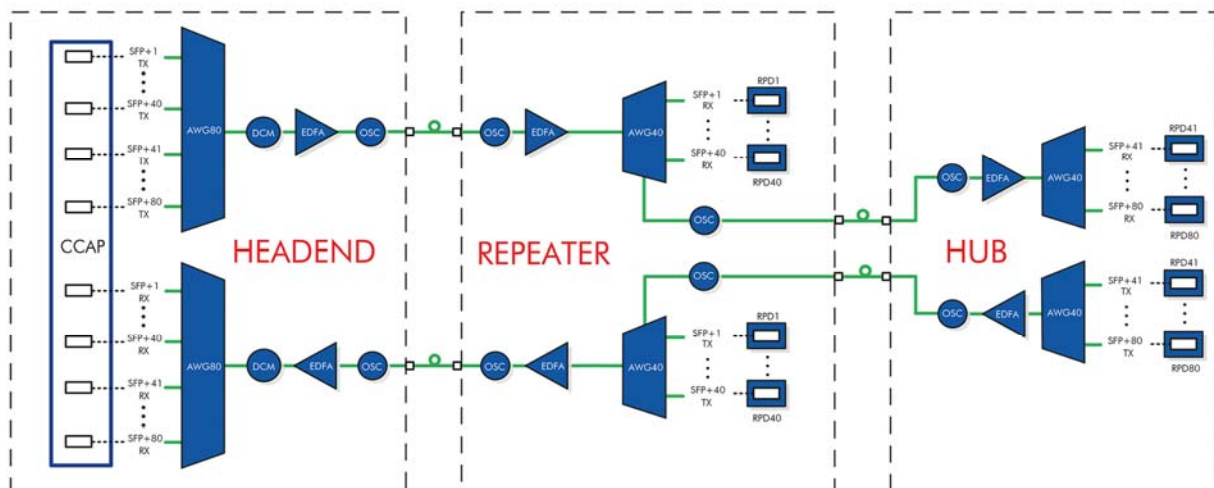 CCAP
SFP+1
TX
SFP+40
TX
SFP+41
TX
SFP+80
TX
AWG80
DCM
EDFA
OSC
HEADEND
SFP+1
RX
SFP+40
RX
SFP+41
RX
SFP+80
RX
AWG80
DCM
EDFA
OSC
OSC
EDFA
AWG40
SFP+1
RX
SFP+40
RX
RPD1
RPD40
OSC
REPEATER
OSC
OSC
EDFA
AWG40
SFP+1
TX
SFP+40
TX
RPD1
RPD40
OSC
EDFA
AWG40
SFP+41
RX
SFP+80
RX
RPD41
RPD80
HUB
OSC
EDFA
AWG40
SFP+41
TX
SFP+80
TX
RPD41
RPD80